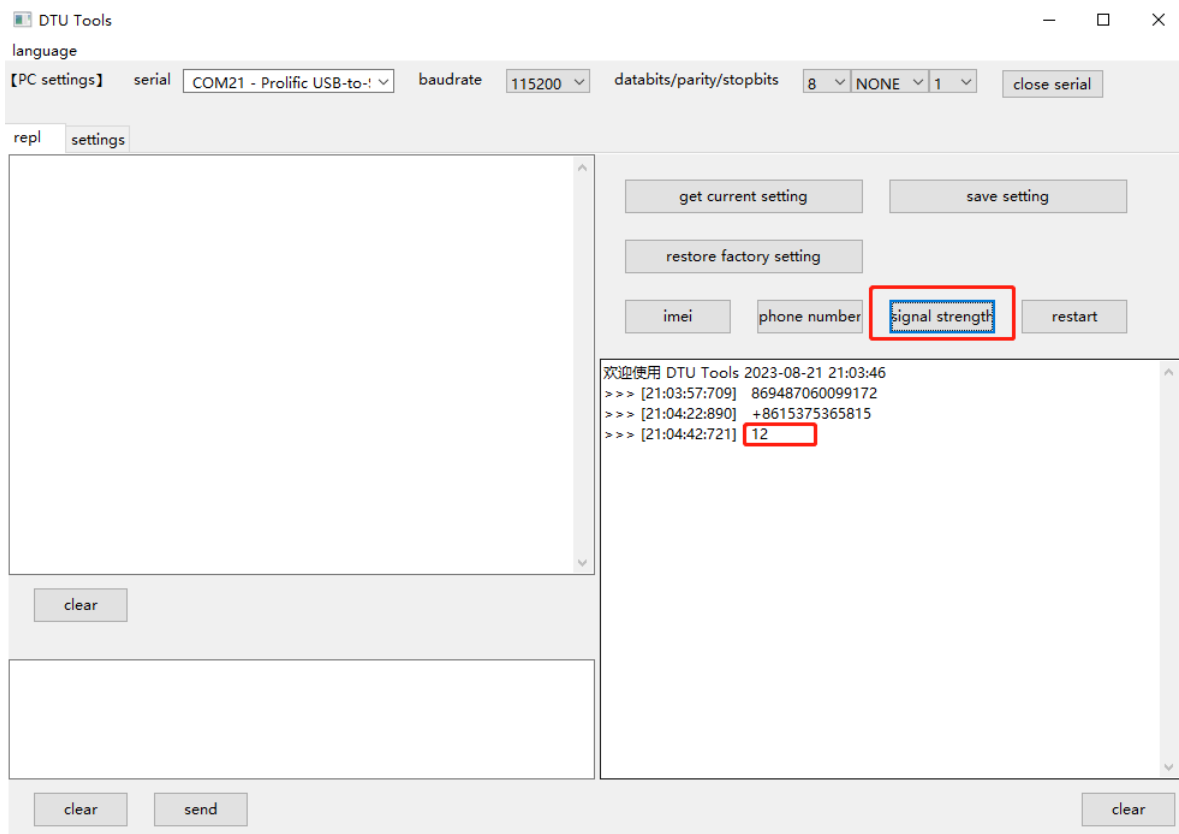 DTU Tools
language
【PC settings】 serial COM21 - Prolific USB-to-! baudrate 115200 databits/parity/stopbits 8 NONE 1 close serial
repl settings
get current setting save setting
restore factory setting
imei phone number signal strength restart
欢迎使用 DTU Tools 2023-08-21 21:03:46
>>> [21:03:57:709] 869487060099172
>>> [21:04:22:890] +8615375365815
>>> [21:04:42:721] 12
clear
clear send clear